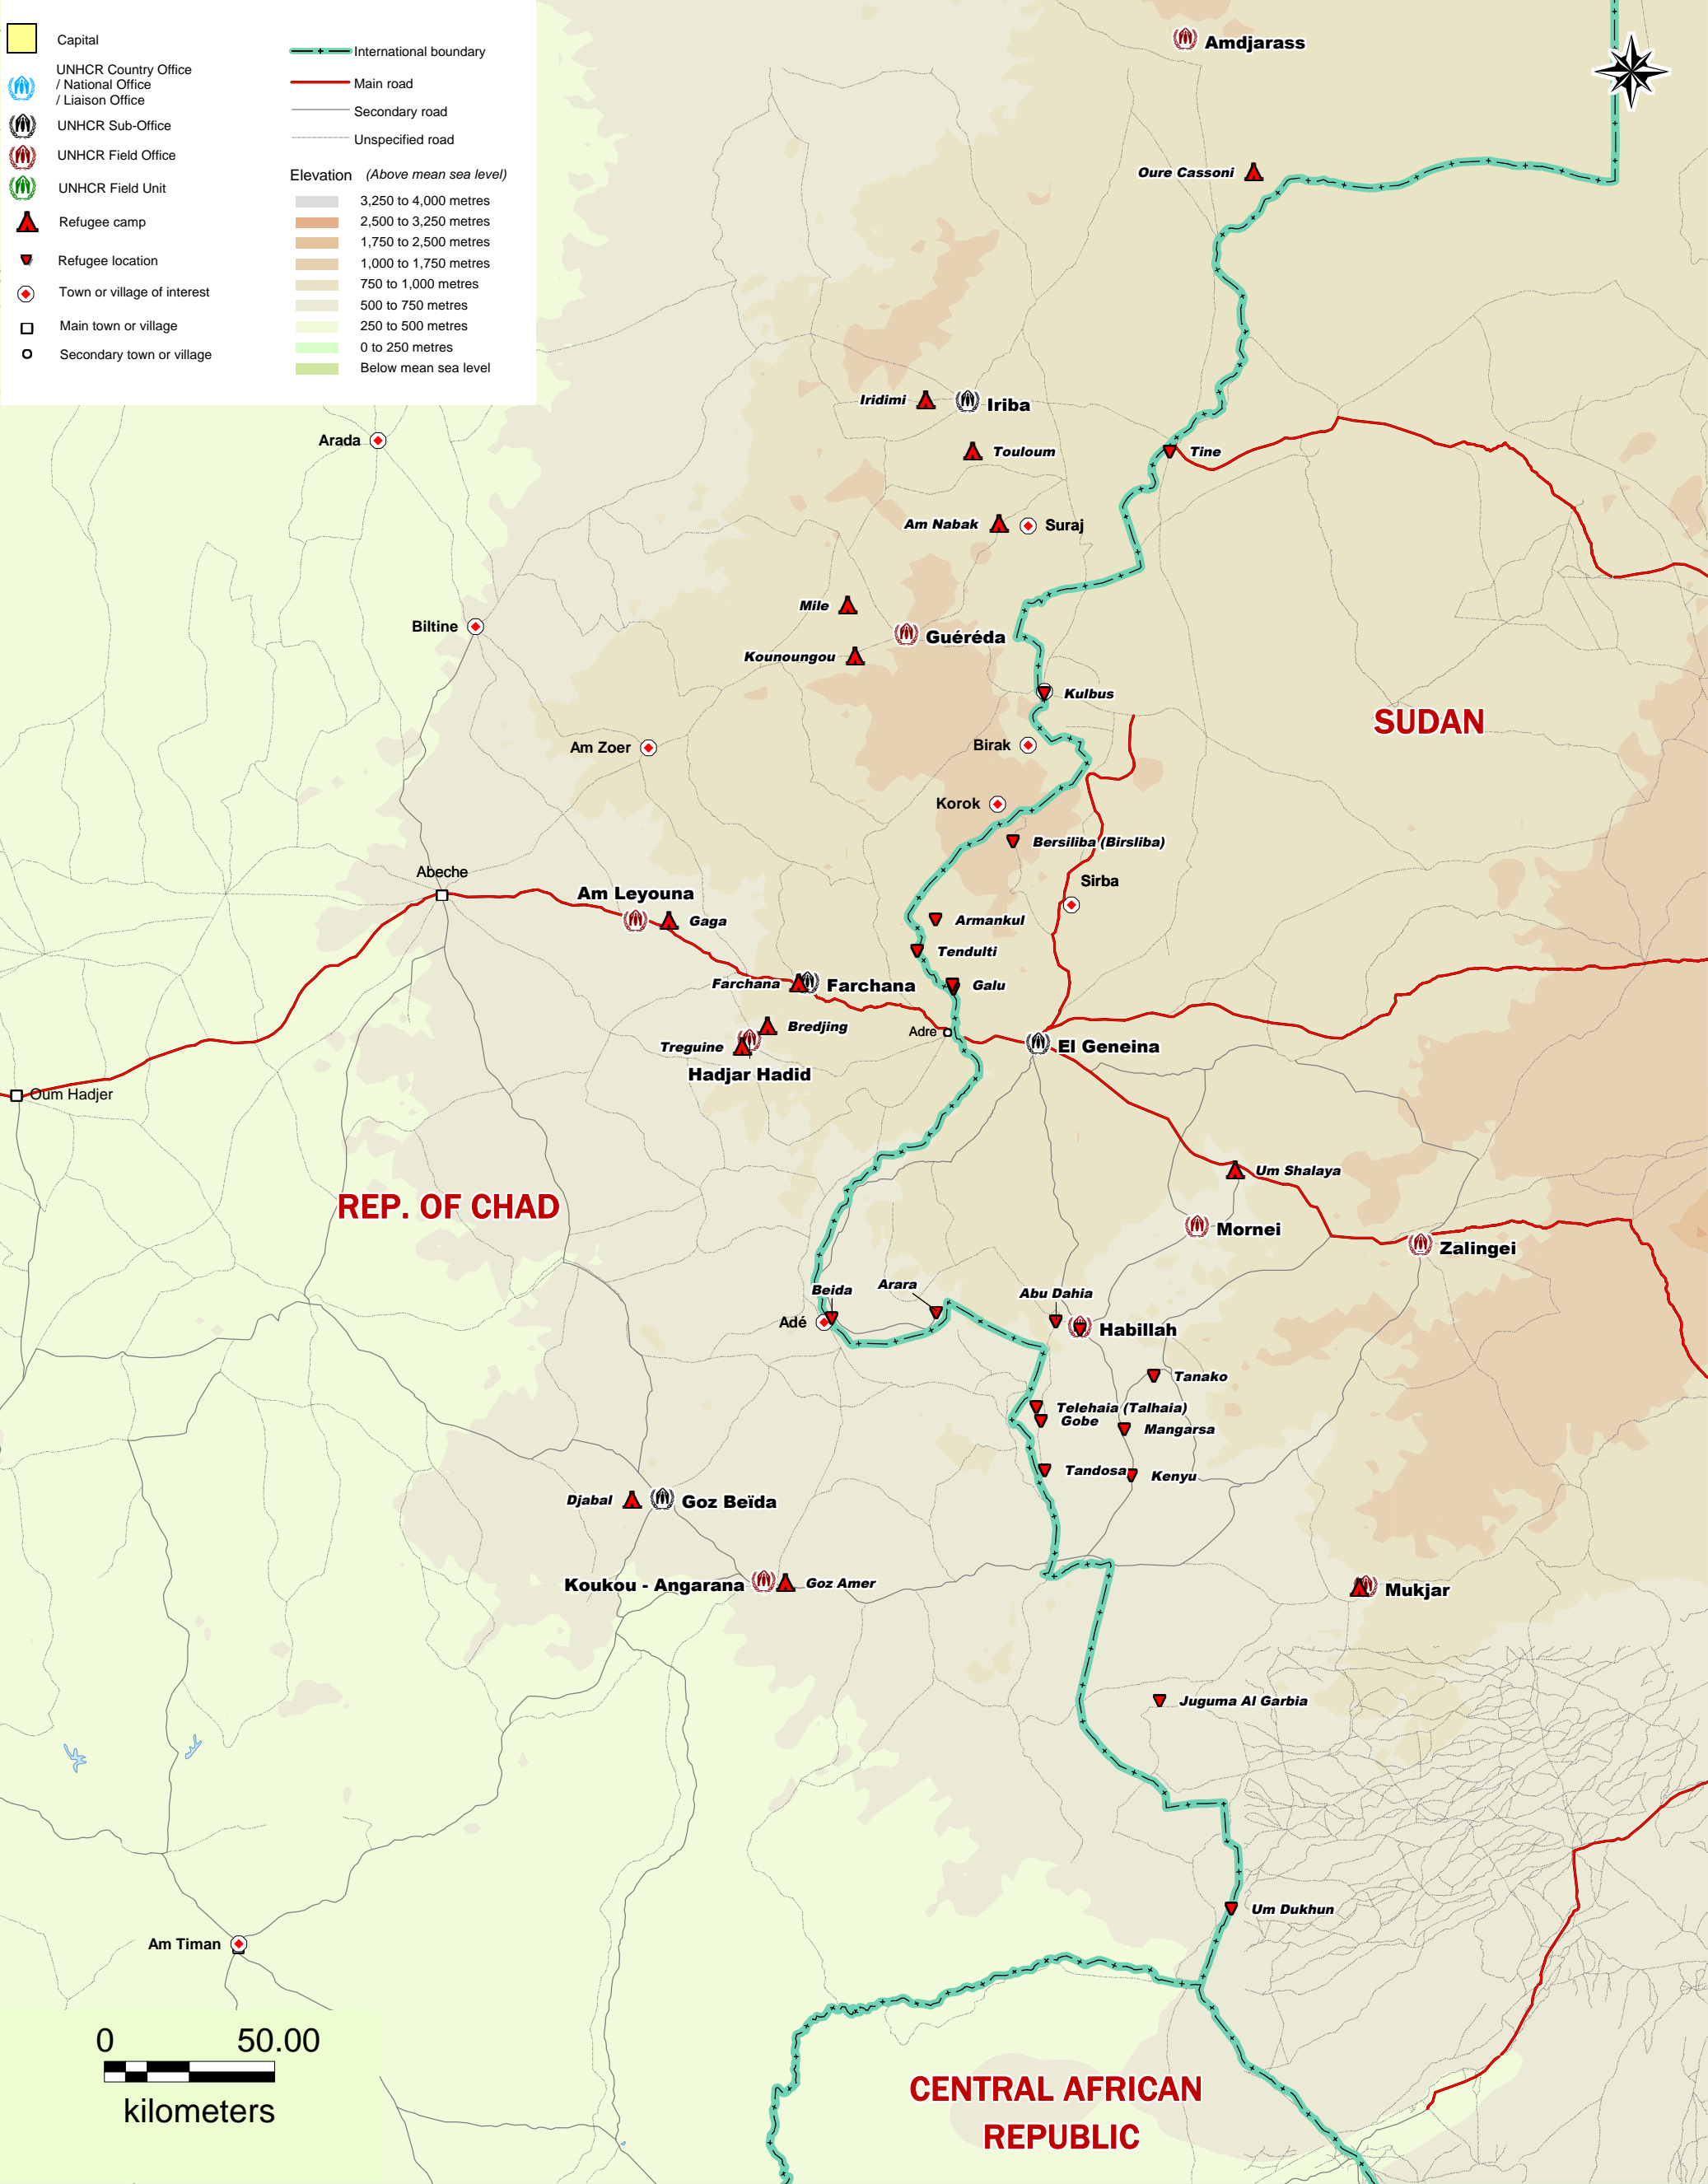 Capital
UNHCR Country Office
/ National Office
/ Liaison Office
UNHCR Sub-Office
UNHCR Field Office
UNHCR Field Unit
Refugee camp
Refugee location
Town or village of interest
Main town or village
Secondary town or village
International boundary
Main road
Secondary road
Unspecified road
Elevation (Above mean sea level)
3,250 to 4,000 metres
2,500 to 3,250 metres
1,750 to 2,500 metres
1,000 to 1,750 metres
750 to 1,000 metres
500 to 750 metres
250 to 500 metres
0 to 250 metres
Below mean sea level
Amdjarass
Oure Cassoni
Iridimi
Iriba
Arada
Touloum
Tine
Am Nabak
Suraj
Mile
Biltine
Guéréda
Kounoungou
Kulbus
SUDAN
Am Zoer
Birak
Korok
Bersiliba (Birsliba)
Abeche
Sirba
Am Leyouna
Gaga
Armankul
Tendulti
Farchana
Farchana
Galu
Bredjing
Adre
Treguine
El Geneina
Hadjar Hadid
Oum Hadjer
Um Shalaya
REP. OF CHAD
Mornei
Zalingei
Beida
Arara
Abu Dahia
Adé
Habillah
Tanako
Telehaia (Talhaia)
Gobe
Mangarsa
Tandosa
Kenyu
Djabal
Goz Beïda
Koukou - Angarana
Goz Amer
Mukjar
Juguma Al Garbia
Um Dukhun
Am Timan
0 50.00
kilometers
CENTRAL AFRICAN
REPUBLIC